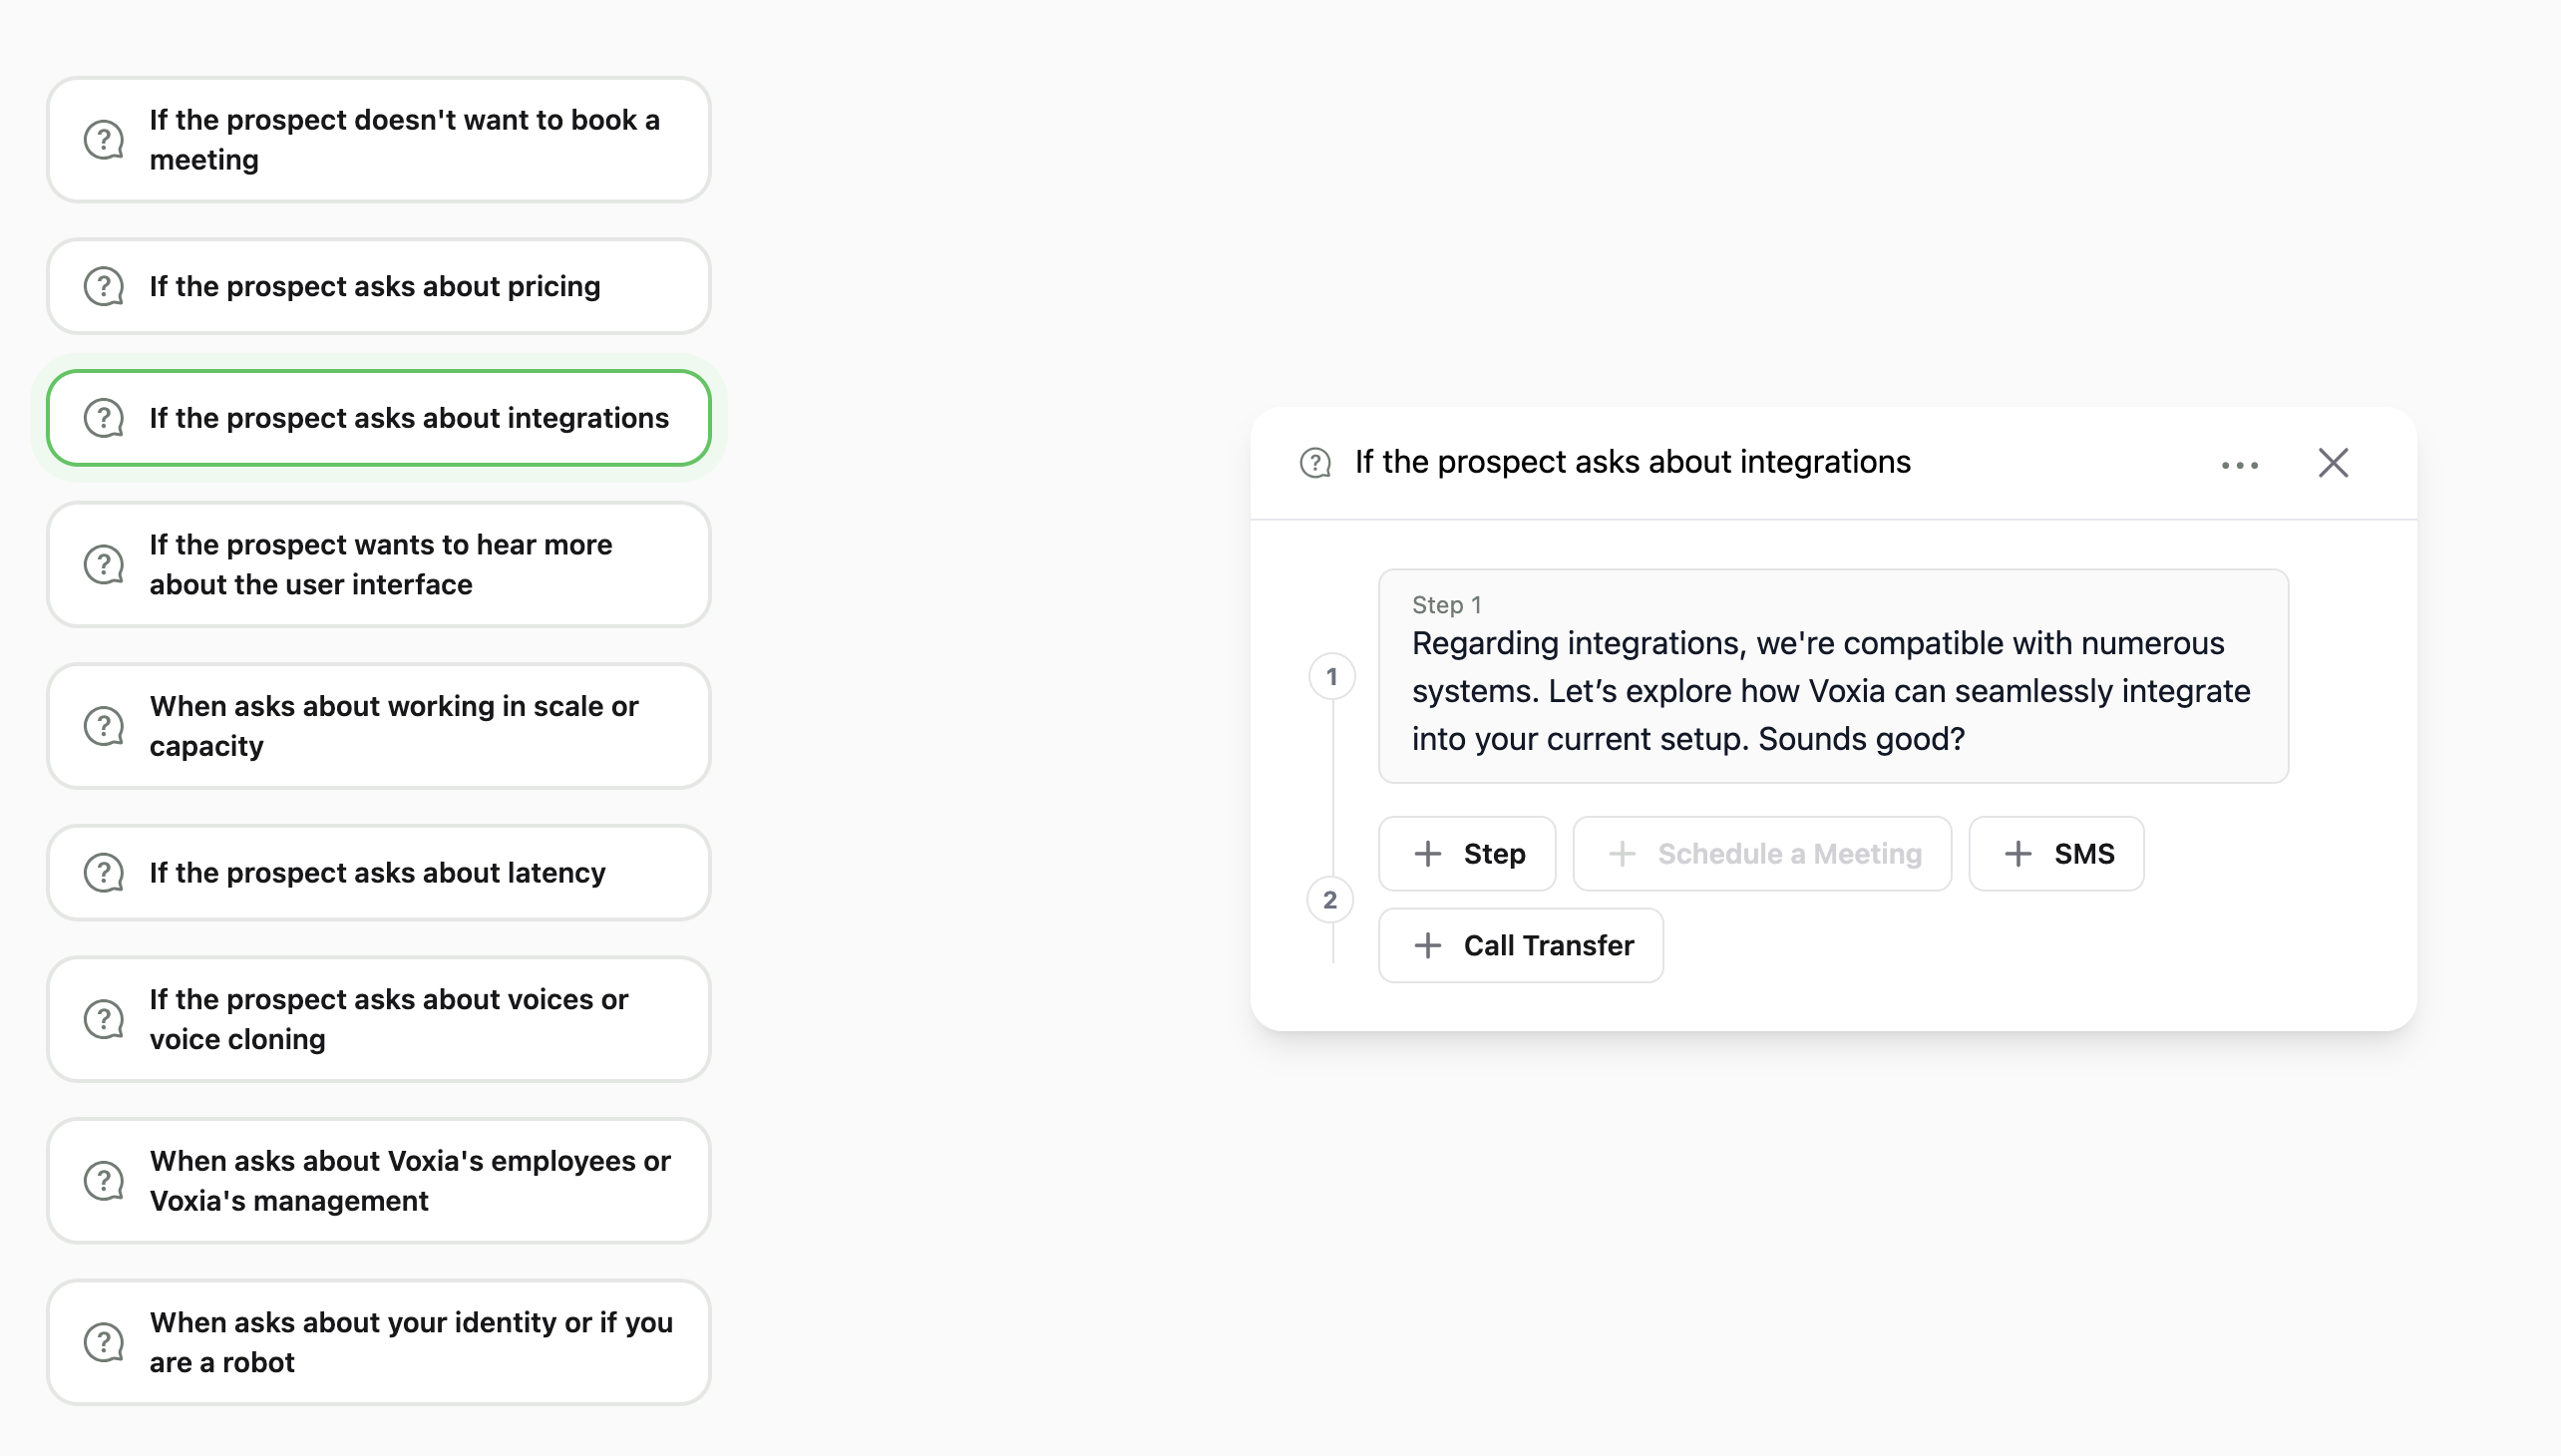 If the prospect doesn't want to book a
meeting
If the prospect asks about pricing
If the prospect asks about integrations
If the prospect wants to hear more
about the user interface
When asks about working in scale or
capacity
If the prospect asks about latency
If the prospect asks about voices or
voice cloning
When asks about Voxia's employees or
Voxia's management
When asks about your identity or if you
are a robot
If the prospect asks about integrations
1
Step 1
Regarding integrations, we're compatible with numerous
systems. Let’s explore how Voxia can seamlessly integrate
into your current setup. Sounds good?
2
Step
Schedule a Meeting
SMS
Call Transfer